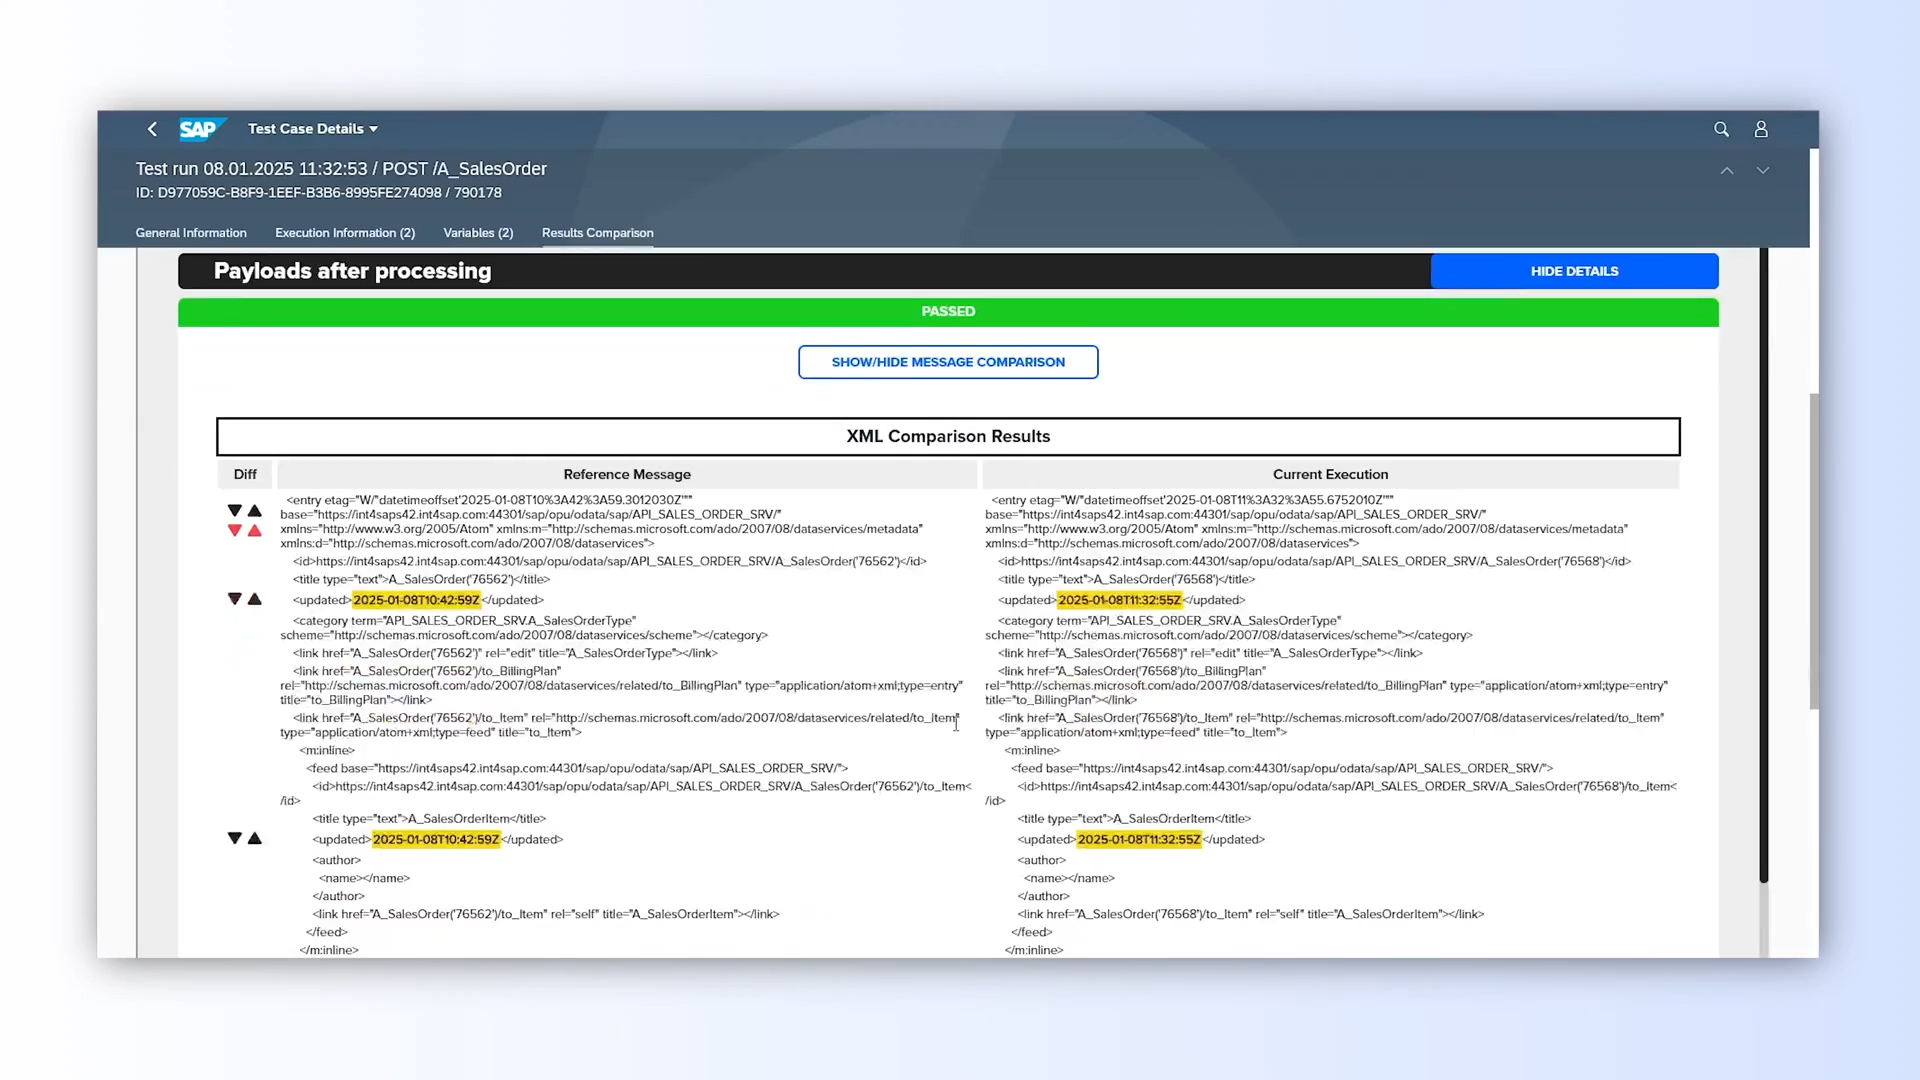 SAP Test Case Details
Test run 08.01.2025 11:32:53 / POST /A_SalesOrder
ID: D977059C-B8F9-1EEF-B3B6-8995FE274098 / 790178
General Information Execution Information (2) Variables (2) Results Comparison
Payloads after processing HIDE DETAILS
PASSED
SHOW/HIDE MESSAGE COMPARISON
XML Comparison Results
Diff Reference Message Current Execution
<entry etag="W/"datetimeoffset'2025-01-08T10%3A42%3A59.3012030Z'""
base="https://int4saps42.int4sap.com:44301/sap/opu/odata/sap/API_SALES_ORDER_SRV/"
xmlns="http://www.w3.org/2005/Atom" xmlns:m="http://schemas.microsoft.com/ado/2007/08/dataservices/metadata"
xmlns:d="http://schemas.microsoft.com/ado/2007/08/dataservices">
<id>https://int4saps42.int4sap.com:44301/sap/opu/odata/sap/API_SALES_ORDER_SRV/A_SalesOrder('76562')</id>
<title type="text">A_SalesOrder('76562')</title>
<updated>2025-01-08T10:42:59Z</updated>
<category term="API_SALES_ORDER_SRV.A_SalesOrderType"
scheme="http://schemas.microsoft.com/ado/2007/08/dataservices/scheme"></category>
<link href="A_SalesOrder('76562')" rel="edit" title="A_SalesOrderType"></link>
<link href="A_SalesOrder('76562')/to_BillingPlan"
rel="http://schemas.microsoft.com/ado/2007/08/dataservices/related/to_BillingPlan" type="application/atom+xml;type=entry"
title="to_BillingPlan"></link>
<link href="A_SalesOrder('76562')/to_Item" rel="http://schemas.microsoft.com/ado/2007/08/dataservices/related/to_Item"
type="application/atom+xml;type=feed" title="to_Item">
<m:inline>
<feed base="https://int4saps42.int4sap.com:44301/sap/opu/odata/sap/API_SALES_ORDER_SRV/">
<id>https://int4saps42.int4sap.com:44301/sap/opu/odata/sap/API_SALES_ORDER_SRV/A_SalesOrder('76562')/to_Item<
/id>
<title type="text">A_SalesOrderItem</title>
<updated>2025-01-08T10:42:59Z</updated>
<author>
<name></name>
</author>
<link href="A_SalesOrder('76562')/to_Item" rel="self" title="A_SalesOrderItem"></link>
</feed>
</m:inline>
<entry etag="W/"datetimeoffset'2025-01-08T11%3A32%3A55.6752010Z'""
base="https://int4saps42.int4sap.com:44301/sap/opu/odata/sap/API_SALES_ORDER_SRV/"
xmlns="http://www.w3.org/2005/Atom" xmlns:m="http://schemas.microsoft.com/ado/2007/08/dataservices/metadata"
xmlns:d="http://schemas.microsoft.com/ado/2007/08/dataservices">
<id>https://int4saps42.int4sap.com:44301/sap/opu/odata/sap/API_SALES_ORDER_SRV/A_SalesOrder('76568')</id>
<title type="text">A_SalesOrder('76568')</title>
<updated>2025-01-08T11:32:55Z</updated>
<category term="API_SALES_ORDER_SRV.A_SalesOrderType"
scheme="http://schemas.microsoft.com/ado/2007/08/dataservices/scheme"></category>
<link href="A_SalesOrder('76568')" rel="edit" title="A_SalesOrderType"></link>
<link href="A_SalesOrder('76568')/to_BillingPlan"
rel="http://schemas.microsoft.com/ado/2007/08/dataservices/related/to_BillingPlan" type="application/atom+xml;type=entry"
title="to_BillingPlan"></link>
<link href="A_SalesOrder('76568')/to_Item" rel="http://schemas.microsoft.com/ado/2007/08/dataservices/related/to_Item"
type="application/atom+xml;type=feed" title="to_Item">
<m:inline>
<feed base="https://int4saps42.int4sap.com:44301/sap/opu/odata/sap/API_SALES_ORDER_SRV/">
<id>https://int4saps42.int4sap.com:44301/sap/opu/odata/sap/API_SALES_ORDER_SRV/A_SalesOrder('76568')/to_Item<
/id>
<title type="text">A_SalesOrderItem</title>
<updated>2025-01-08T11:32:55Z</updated>
<author>
<name></name>
</author>
<link href="A_SalesOrder('76568')/to_Item" rel="self" title="A_SalesOrderItem"></link>
</feed>
</m:inline>